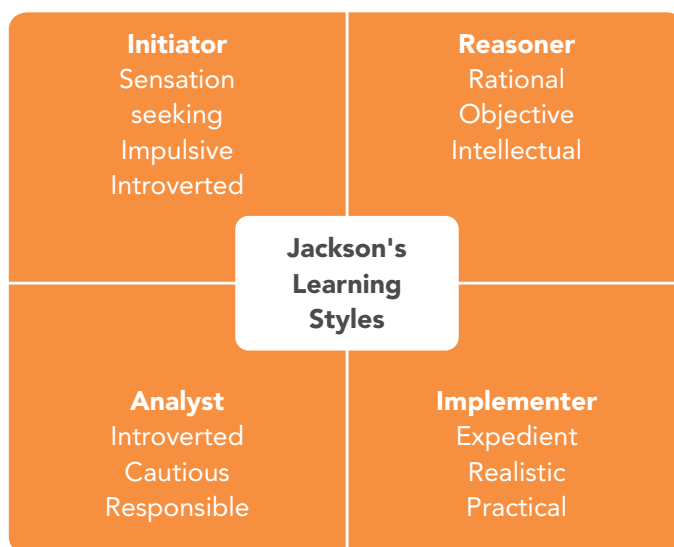 Initiator
Sensation
seeking
Impulsive
Introverted
Reasoner
Rational
Objective
Intellectual
Jackson's
Learning
Styles
Analyst
Introverted
Cautious
Responsible
Implementer
Expedient
Realistic
Practical